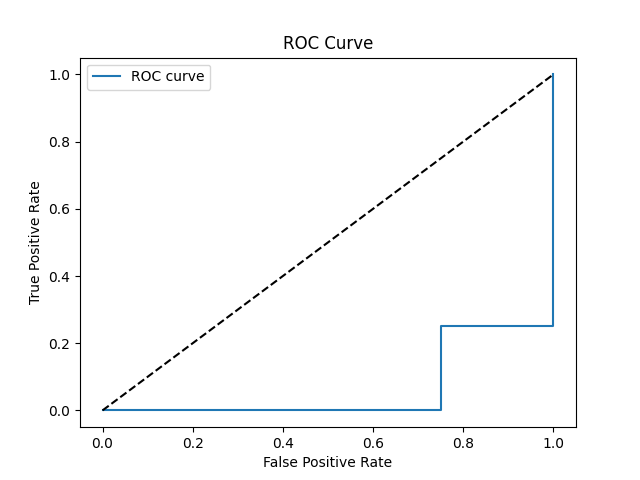 ROC Curve
ROC curve
1.0
0.8
0.6
0.4
0.2
0.0
True Positive Rate
0.0 0.2 0.4 0.6 0.8 1.0
False Positive Rate